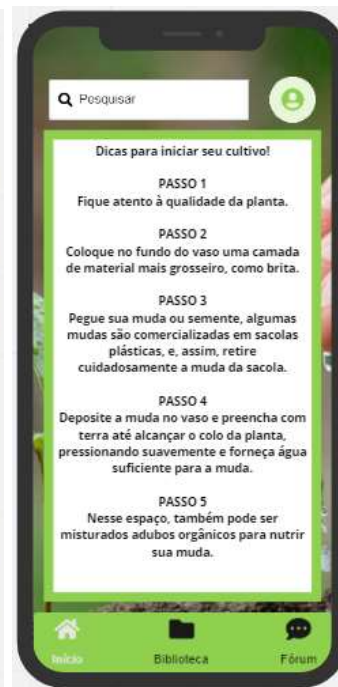 Pesquisar
Dicas para iniciar seu cultivo!
PASSO 1
Fique atento à qualidade da planta.
PASSO 2
Coloque no fundo do vaso uma camada
de material mais grosseiro, como brita.
PASSO 3
Pegue sua muda ou semente, algumas
mudas são comercializadas em sacolas
plásticas, e, assim, retire
cuidadosamente a muda da sacola.
PASSO 4
Deposite a muda no vaso e preencha com
terra até alcançar o colo da planta,
pressionando suavemente e forneça água
suficiente para a muda.
PASSO 5
Nesse espaço, também pode ser
misturados adubos orgânicos para nutrir
sua muda.
Início Biblioteca Fórum